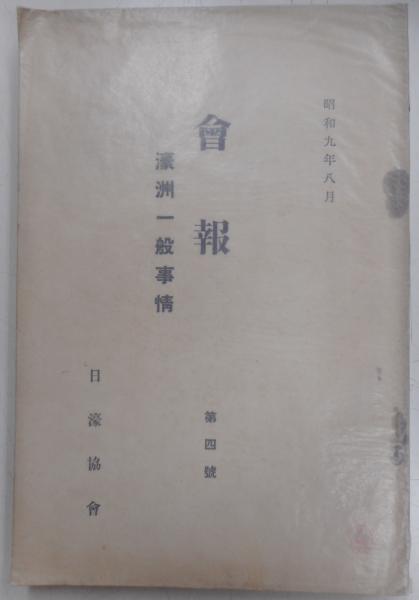 昭和九年八月
會報
第四號
濠洲一般事情
日濠協會